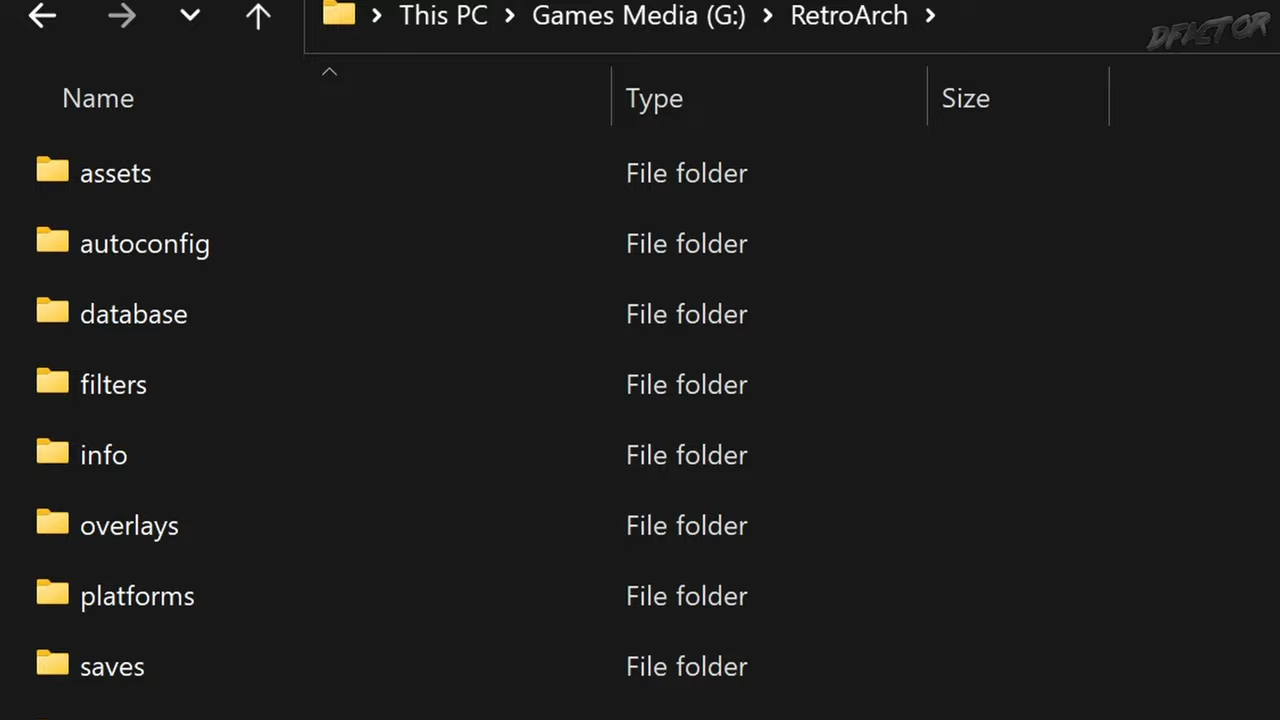 This PC > Games Media (G:) > RetroArch >
DFACTOR
Name Type Size
assets File folder
autoconfig File folder
database File folder
filters File folder
info File folder
overlays File folder
platforms File folder
saves File folder